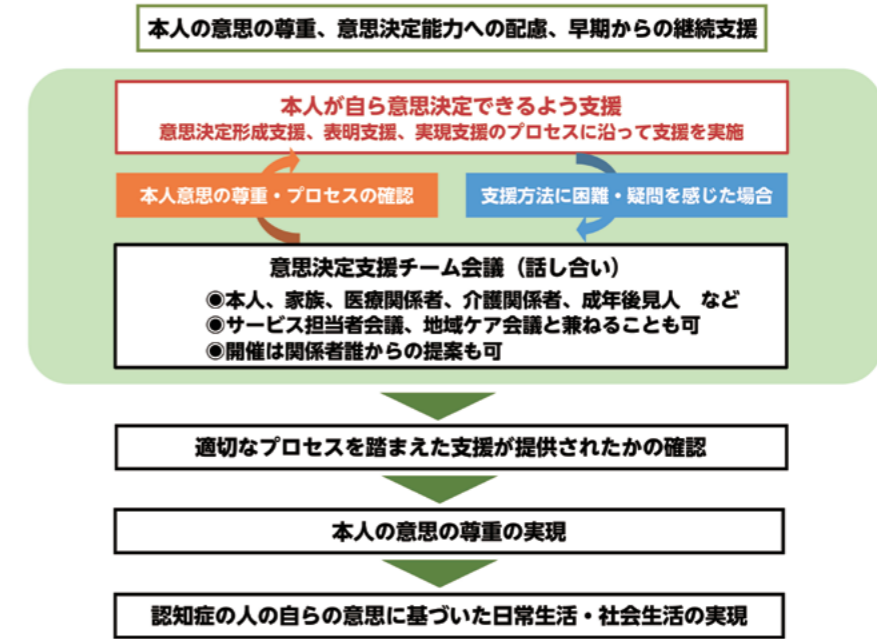 本人の意思の尊重、意思決定能力への配慮、早期からの継続支援
本人が自ら意思決定できるよう支援
意思決定形成支援、表明支援、実現支援のプロセスに沿って支援を実施
本人意思の尊重・プロセスの確認
支援方法に困難・疑問を感じた場合
意思決定支援チーム会議（話し合い）
◉本人、家族、医療関係者、介護関係者、成年後見人　など
◉サービス担当者会議、地域ケア会議と兼ねることも可
◉開催は関係者誰からの提案も可
適切なプロセスを踏まえた支援が提供されたかの確認
本人の意思の尊重の実現
認知症の人の自らの意思に基づいた日常生活・社会生活の実現